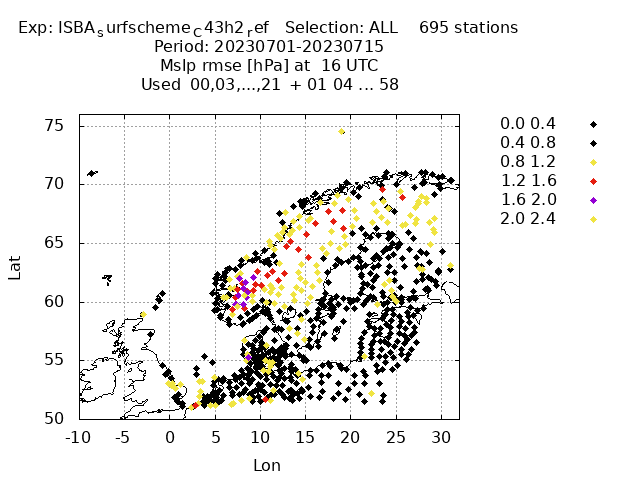 Exp: ISBAsurfschemeC43h2ref   Selection: ALL    695 stations
Period: 20230701-20230715
Mslp rmse [hPa] at  16 UTC
Used  00,03,...,21  + 01 04 ... 58
75
70
65
60
55
50
Lat
-10 -5 0 5 10 15 20 25 30
Lon
0.0 0.4
0.4 0.8
0.8 1.2
1.2 1.6
1.6 2.0
2.0 2.4